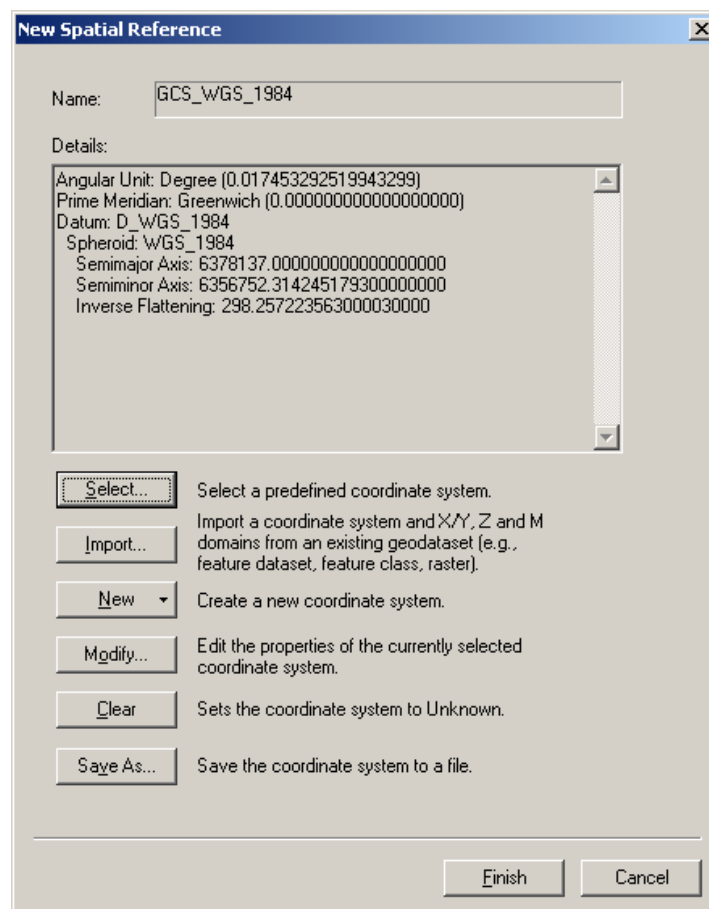 New Spatial Reference
Name: GCS_WGS_1984
Details:
Angular Unit: Degree (0.017453292519943299)
Prime Meridian: Greenwich (0.000000000000000000)
Datum: D_WGS_1984
Spheroid: WGS_1984
Semimajor Axis: 6378137.000000000000000000
Semiminor Axis: 6356752.314245179300000000
Inverse Flattening: 298.257223563000030000
Select... Select a predefined coordinate system.
Import... Import a coordinate system and X/Y, Z and M
domains from an existing geodataset (e.g.,
feature dataset, feature class, raster).
New Create a new coordinate system.
Modify... Edit the properties of the currently selected
coordinate system.
Clear Sets the coordinate system to Unknown.
Save As... Save the coordinate system to a file.
Finish Cancel